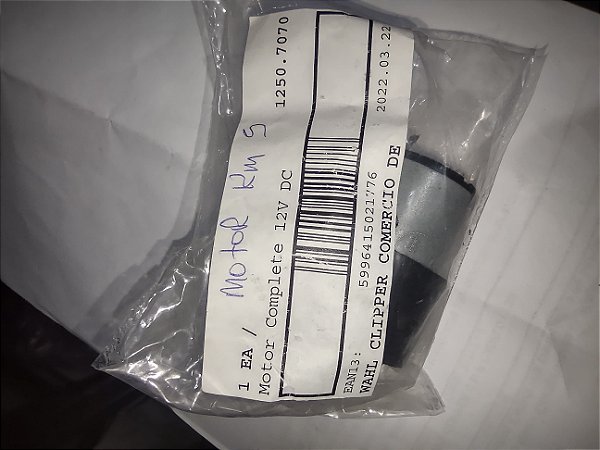 1 EA / MOTOR KM 5 1250.7070
Motor Complete 12V DC
EAN13: 5996415021776 2022.03.22
WAHL CLIPPER COMERCIO DE